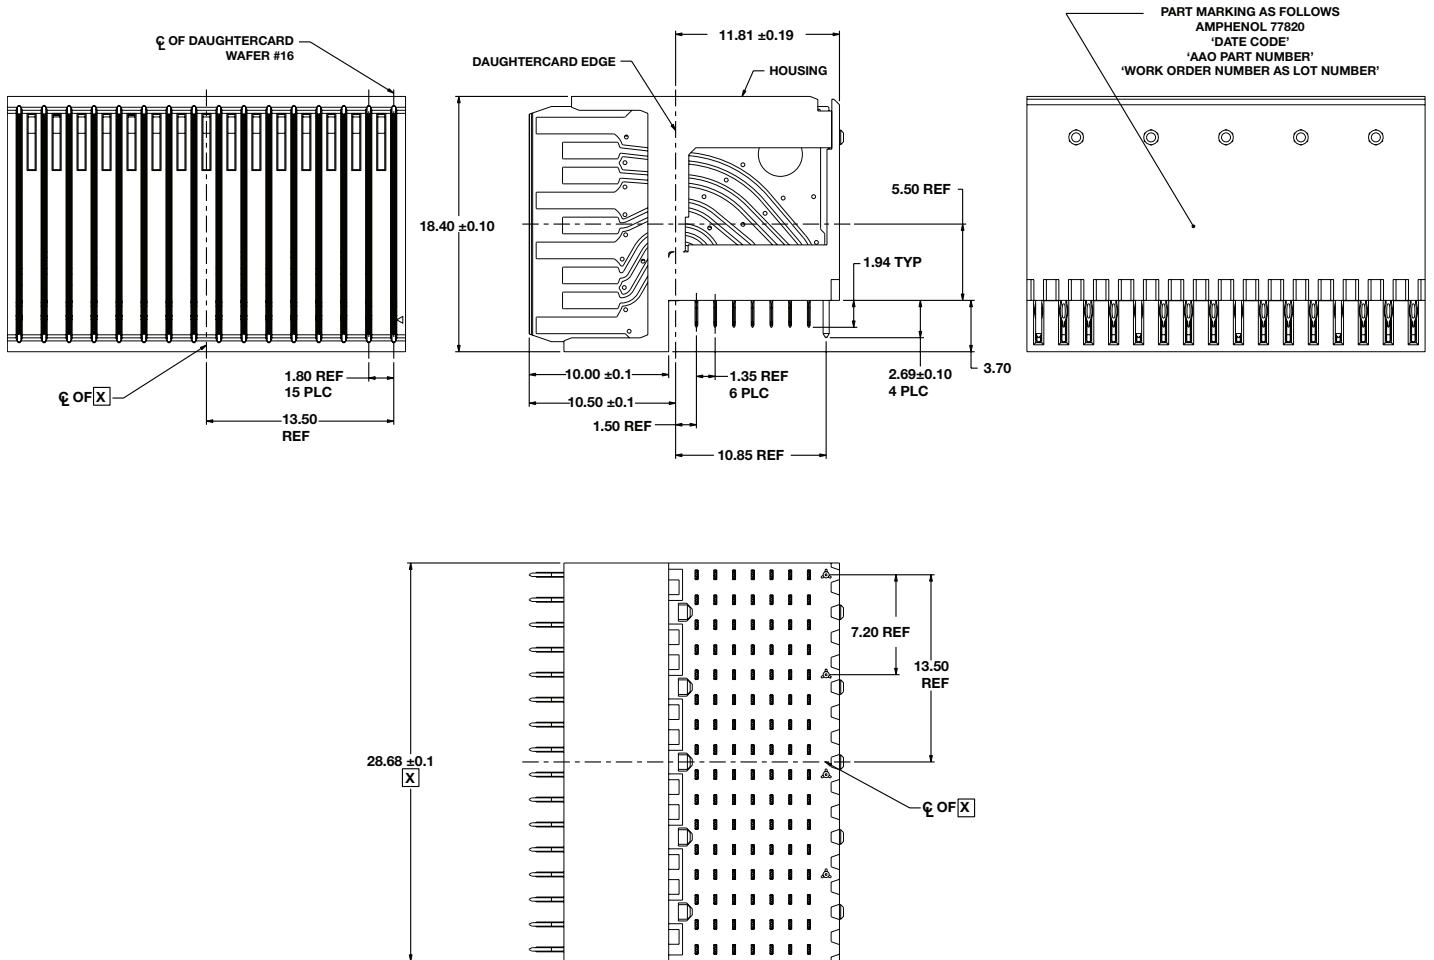 ℄ OF DAUGHTERCARD
WAFER #16
1.80 REF
15 PLC
℄ OF X
13.50
REF
11.81 ±0.19
DAUGHTERCARD EDGE
HOUSING
18.40 ±0.10
5.50 REF
1.94 TYP
10.00 ±0.1
1.35 REF
6 PLC
2.69±0.10
4 PLC
3.70
10.50 ±0.1
1.50 REF
10.85 REF
PART MARKING AS FOLLOWS
AMPHENOL 77820
‘DATE CODE’
‘AAO PART NUMBER’
‘WORK ORDER NUMBER AS LOT NUMBER’
7.20 REF
13.50
REF
28.68 ±0.1
X
℄ OF X